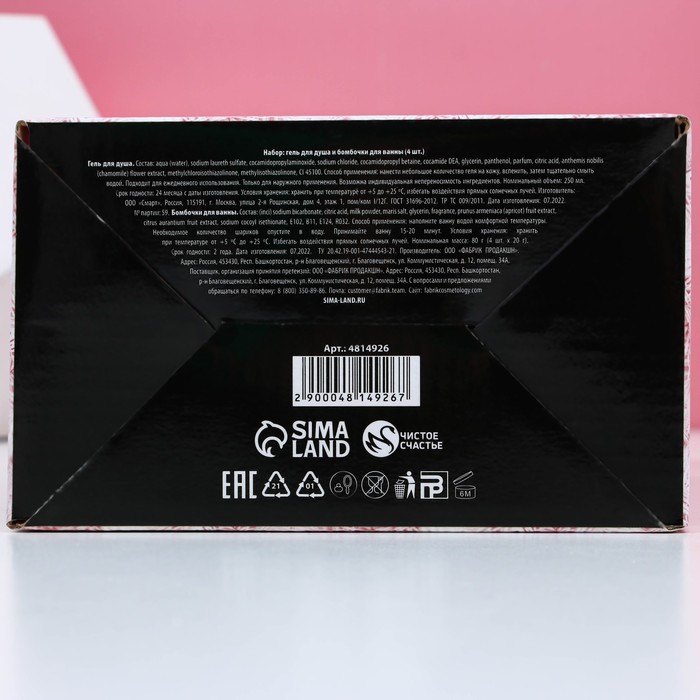 Набор: гель для душа и бомбочки для ванны (4 шт.)
Гель для душа. Состав: aqua (water), sodium laureth sulfate, cocamidopropylaminoxide, sodium chloride, cocamidopropyl betaine, cocamide DEA, glycerin, panthenol, parfum, citric acid, anthemis nobilis
(chamomile) flower extract, methylchloroisothiazolinone, methylisothiazolinone, CI 45100. Способ применения: нанести небольшое количество геля на кожу, вспенить, затем тщательно смыть
водой. Подходит для ежедневного использования. Только для наружного применения. Возможна индивидуальная непереносимость ингредиентов. Номинальный объем: 250 мл.
Срок годности: 24 месяца с даты изготовления. Условия хранения: хранить при температуре от +5 до +25 °С, избегать воздействия прямых солнечных лучей. Изготовитель:
ООО «Смарт», Россия, 115191, г. Москва, улица 2-я Рощинская, дом 4, этаж 1, пом/ком I/12Г. ГОСТ 31696-2012. ТР ТС 009/2011. Дата изготовления: 07.2022.
№ партии: 59. Бомбочки для ванны. Состав: (inci) sodium bicarbonate, citric acid, milk powder, maris salt, glycerin, fragrance, prunus armeniaca (apricot) fruit extract,
citrus aurantium fruit extract, sodium cocoyl isethionate, E102, B11, E124, R032. Способ применения: наполните ванну водой комфортной температуры.
Необходимое количество шариков опустите в воду. Принимайте ванну 15-20 минут. Условия хранения: хранить
при температуре от +5 °С до +25 °С. Избегать воздействия прямых солнечных лучей. Номинальная масса: 80 г (4 шт. х 20 г).
Срок годности: 2 года. Дата изготовления: 07.2022. ТУ 20.42.19-001-47444543-21. Производитель: ООО «ФАБРИК ПРОДАКШН».
Адрес: Россия, 453430, Респ. Башкортостан, р-н Благовещенский, г. Благовещенск, ул. Коммунистическая, д. 12, помещ. 34А.
Поставщик, организация принятия претензий: ООО «ФАБРИК ПРОДАКШН». Адрес: Россия, 453430, Респ. Башкортостан,
р-н Благовещенский, г. Благовещенск, ул. Коммунистическая, д. 12, помещ. 34А. С вопросами и предложениями
обращаться по телефону: 8 (800) 350-89-86. Почта: customer@fabrik.team. Сайт: fabrikcosmetology.com
SIMA-LAND.RU
Арт.: 4814926
2 900048 149267
SIMA
LAND
ЧИСТОЕ
СЧАСТЬЕ
EAC 21 01 6M